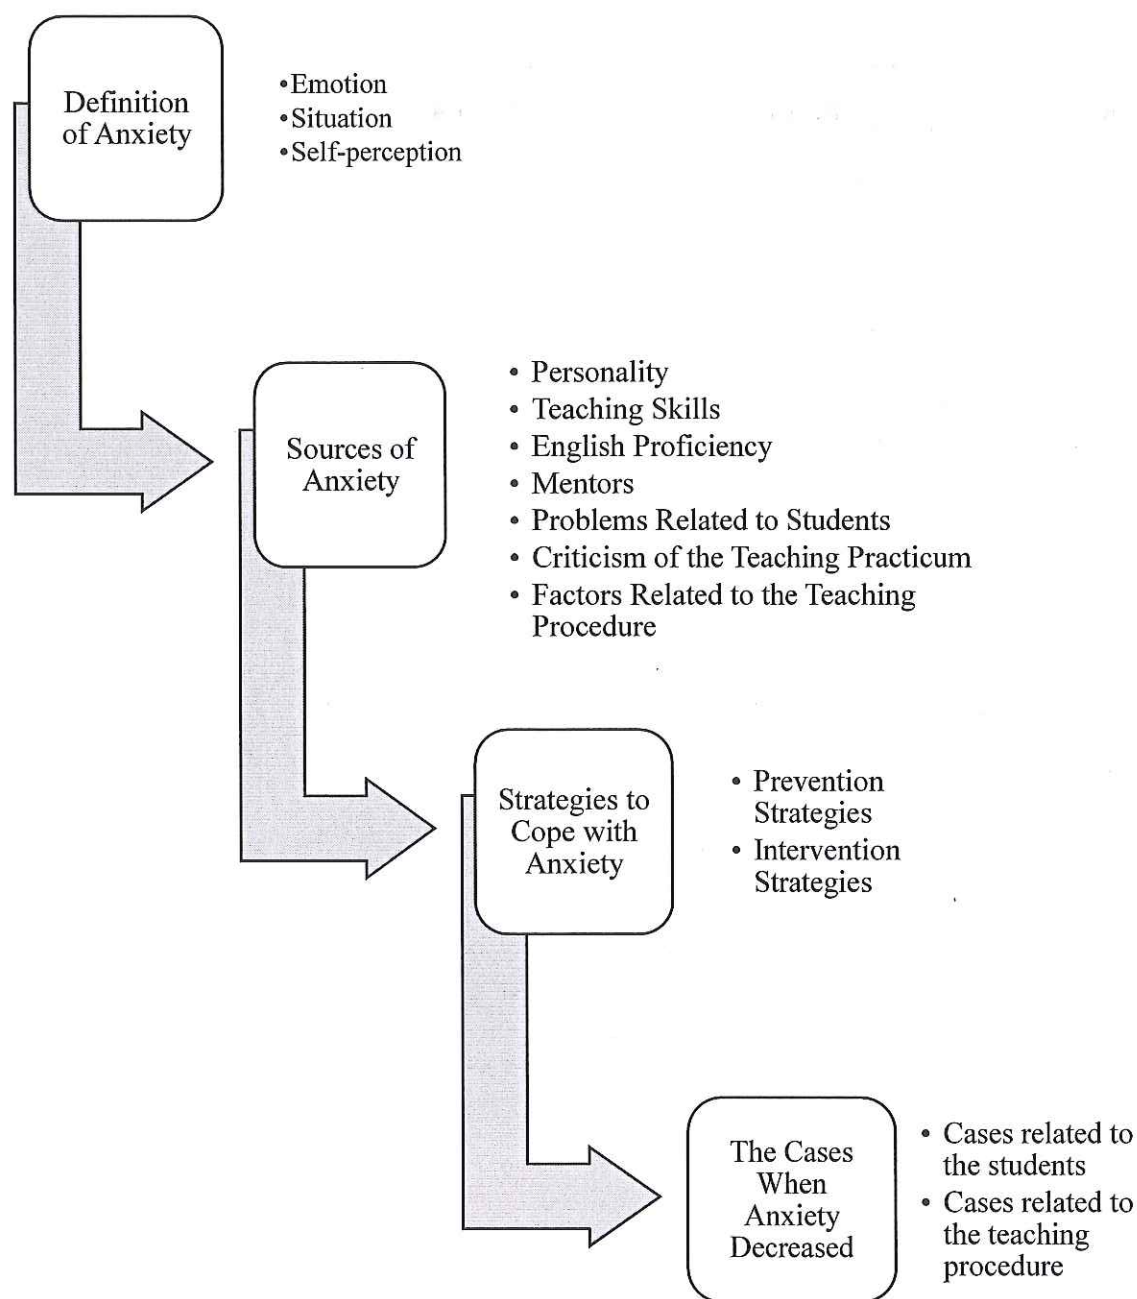 Definition
of Anxiety
•Emotion
•Situation
•Self-perception
Sources of
Anxiety
• Personality
• Teaching Skills
• English Proficiency
• Mentors
• Problems Related to Students
• Criticism of the Teaching Practicum
• Factors Related to the Teaching
Procedure
Strategies to
Cope with
Anxiety
• Prevention
Strategies
• Intervention
Strategies
The Cases
When
Anxiety
Decreased
• Cases related to
the students
• Cases related to
the teaching
procedure